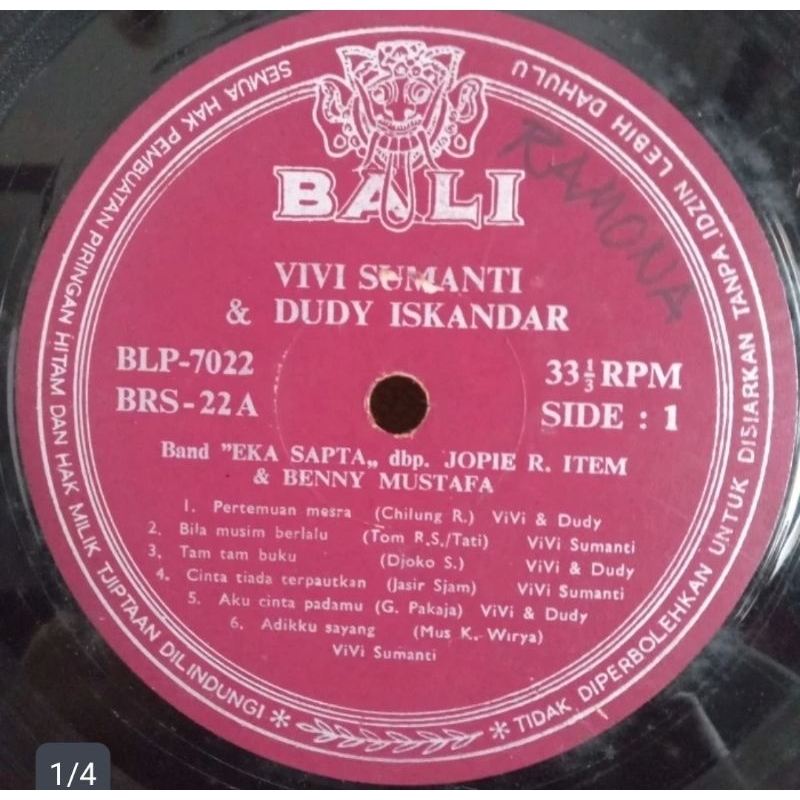 SEMUA HAK PEMBUATAN PIRINGAN HITAM DAN HAK MILIK TJIPTAAN DILINDUNGI * * TIDAK DIPERBOLEHKAN UNTUK DISIARKAN TANPA IDZIN LEBIH DAHULU
BALI
RAMONA
VIVI SUMANTI
& DUDY ISKANDAR
BLP-7022 33⅓ RPM
BRS-22A SIDE : 1
Band "EKA SAPTA„ dbp. JOPIE R. ITEM
& BENNY MUSTAFA
1. Pertemuan mesra (Chilung R.) ViVi & Dudy
2. Bila musim berlalu (Tom R.S./Tati) ViVi Sumanti
3. Tam tam buku (Djoko S.) ViVi & Dudy
4. Cinta tiada terpautkan (Jasir Sjam) ViVi Sumanti
5. Aku cinta padamu (G. Pakaja) ViVi & Dudy
6. Adikku sayang (Mus K. Wirya)
ViVi Sumanti
1/4